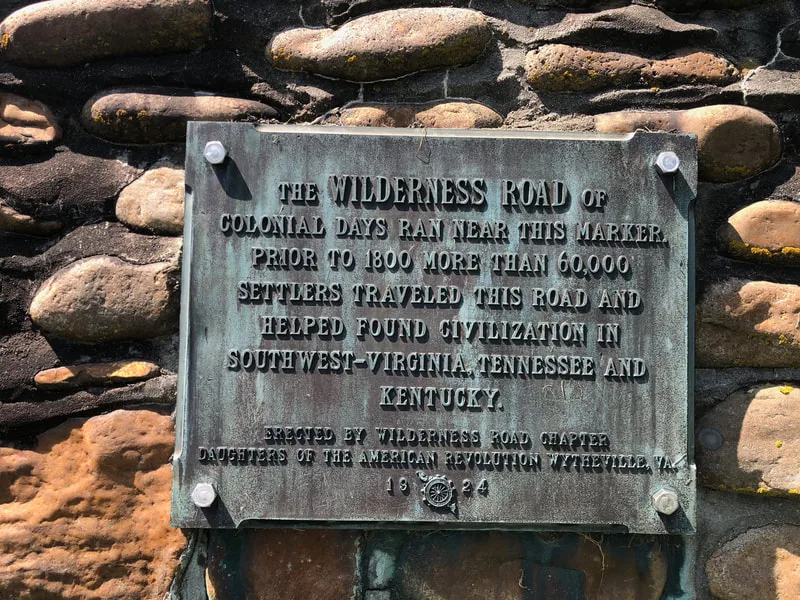 THE WILDERNESS ROAD OF
COLONIAL DAYS RAN NEAR THIS MARKER.
PRIOR TO 1800 MORE THAN 60,000
SETTLERS TRAVELED THIS ROAD AND
HELPED FOUND CIVILIZATION IN
SOUTHWEST-VIRGINIA, TENNESSEE AND
KENTUCKY.
ERECTED BY WILDERNESS ROAD CHAPTER
DAUGHTERS OF THE AMERICAN REVOLUTION WYTHEVILLE, VA.
19 24